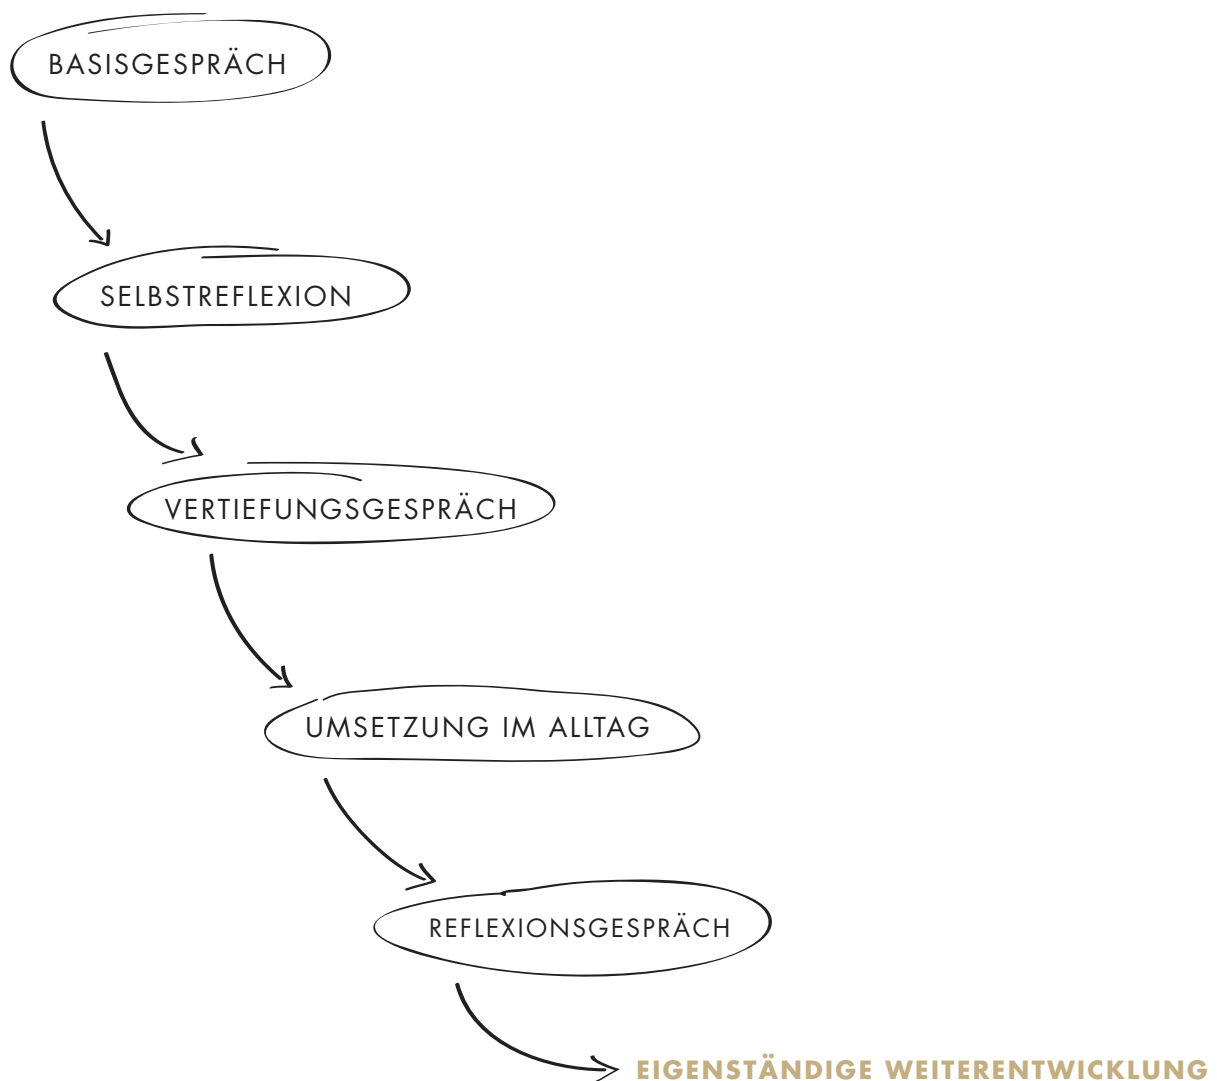 BASISGESPRÄCH
SELBSTREFLEXION
VERTIEFUNGSGESPRÄCH
UMSETZUNG IM ALLTAG
REFLEXIONSGESPRÄCH
EIGENSTÄNDIGE WEITERENTWICKLUNG